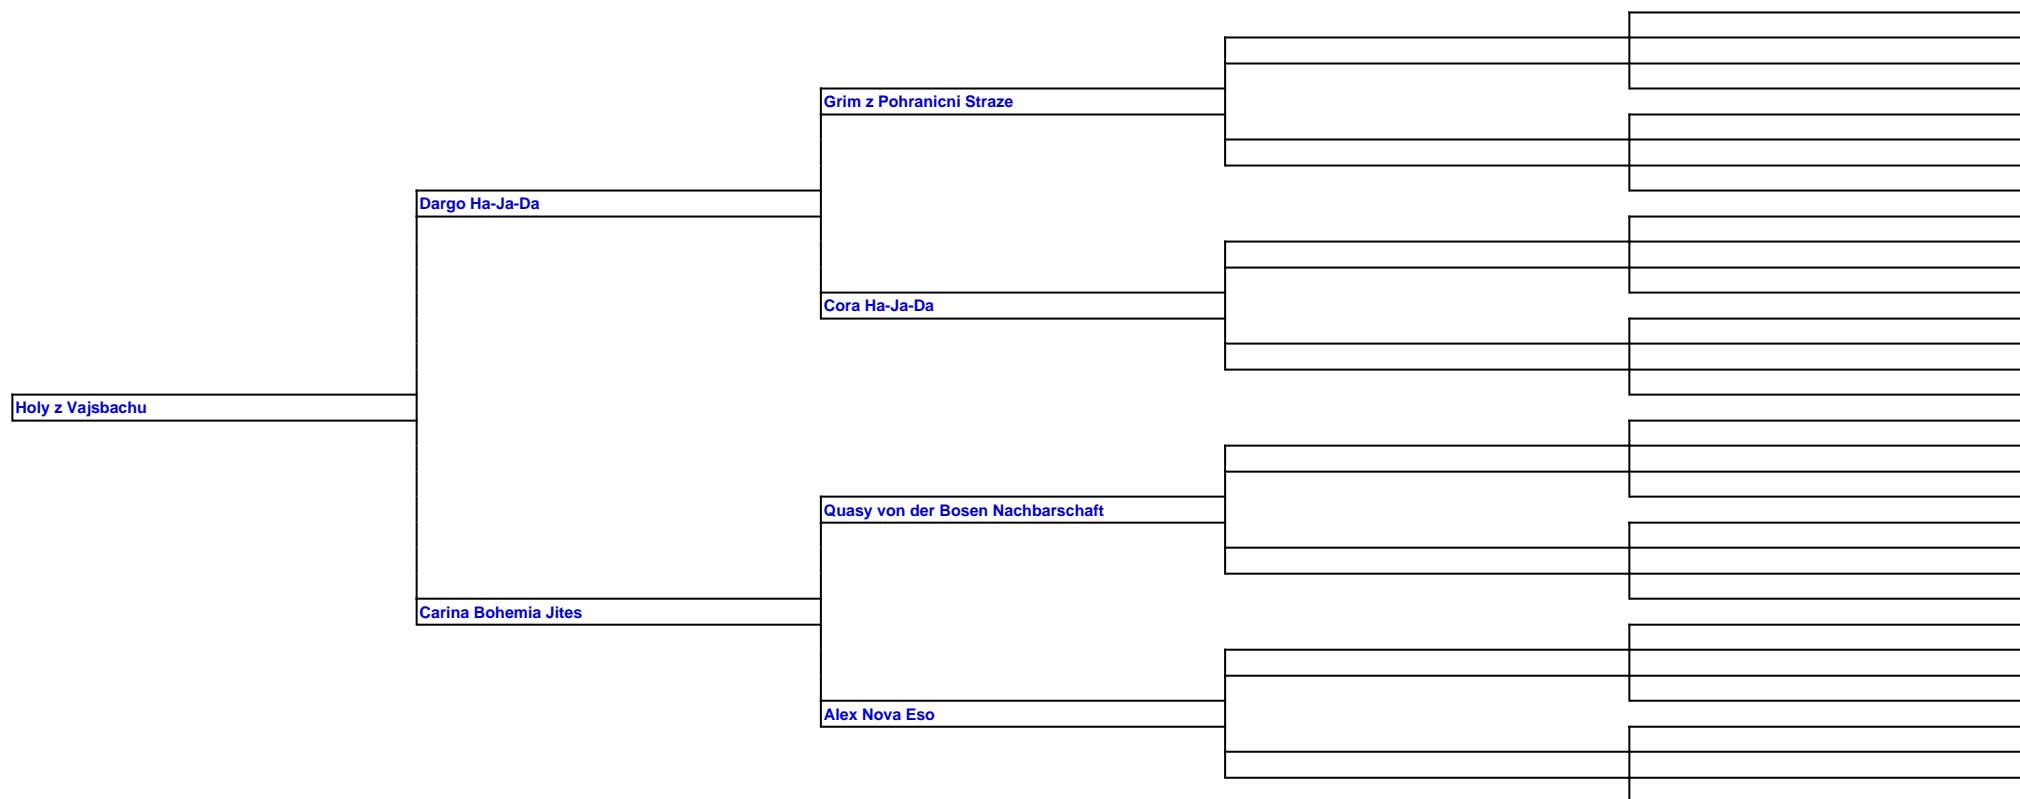 Grim z Pohranicni Straze
Dargo Ha-Ja-Da
Cora Ha-Ja-Da
Holy z Vajsbachu
Quasy von der Bosen Nachbarschaft
Carina Bohemia Jites
Alex Nova Eso